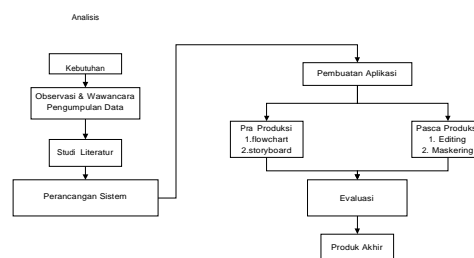 Analisis
Kebutuhan
Observasi & Wawancara
Pengumpulan Data
Studi Literatur
Perancangan Sistem
Pembuatan Aplikasi
Pra Produksi
1.flowchart
2.storyboard
Pasca Produksi
1. Editing
2. Maskering
Evaluasi
Produk Akhir